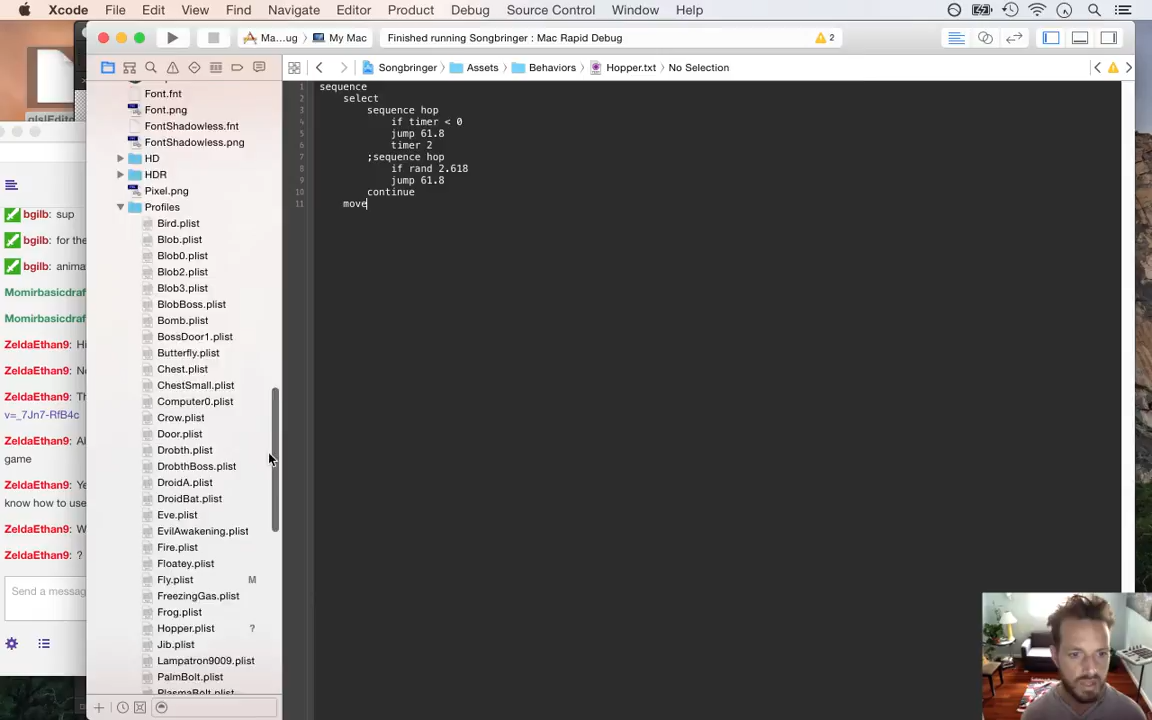 Xcode File Edit View Find Navigate Editor Product Debug Source Control Window Help
Ma...ug My Mac Finished running Songbringer : Mac Rapid Debug 2
Songbringer Assets Behaviors Hopper.txt No Selection
bgilb: sup
bgilb: for the
bgilb: anima
Momirbasicdraf
Momirbasicdraf
ZeldaEthan9: Hi
ZeldaEthan9:
ZeldaEthan9:
v=_7Jn7-RfB4c
ZeldaEthan9:
game
ZeldaEthan9:
know how to use
ZeldaEthan9: W
ZeldaEthan9: ?
Send a messag
Font.fnt
Font.png
FontShadowless.fnt
FontShadowless.png
HD
HDR
Pixel.png
Profiles
Bird.plist
Blob.plist
Blob0.plist
Blob2.plist
Blob3.plist
BlobBoss.plist
Bomb.plist
BossDoor1.plist
Butterfly.plist
Chest.plist
ChestSmall.plist
Computer0.plist
Crow.plist
Door.plist
Drobth.plist
DrobthBoss.plist
DroidA.plist
DroidBat.plist
Eve.plist
EvilAwakening.plist
Fire.plist
Floatey.plist
Fly.plist M
FreezingGas.plist
Frog.plist
Hopper.plist ?
Jib.plist
Lampatron9009.plist
PalmBolt.plist
PlasmaBolt.plist
1 sequence
2 select
3 sequence hop
4 if timer < 0
5 jump 61.8
6 timer 2
7 ;sequence hop
8 if rand 2.618
9 jump 61.8
10 continue
11 move